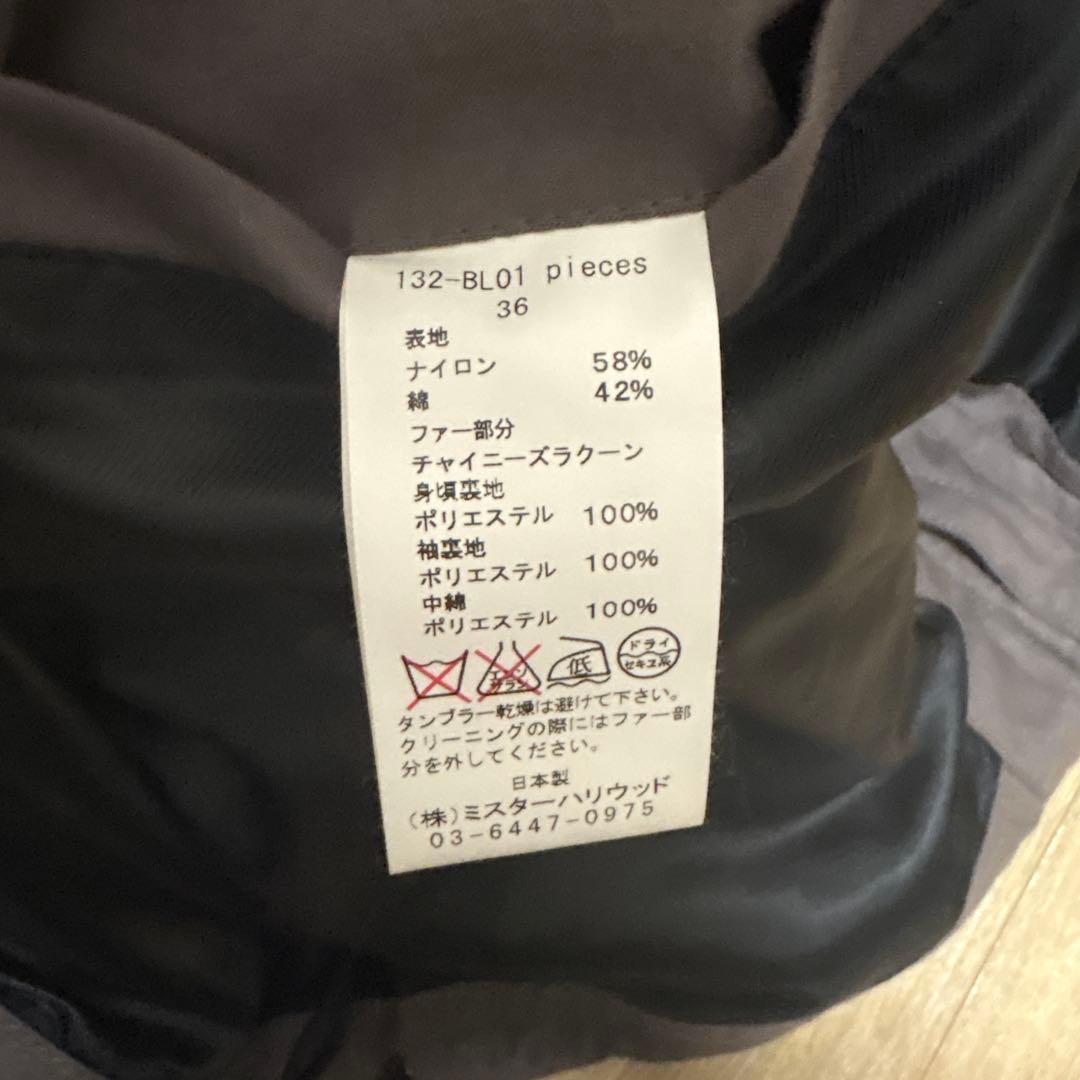 132-BL01 pieces
36
表地
ナイロン 58%
綿 42%
ファー部分
チャイニーズラクーン
身頃裏地
ポリエステル 100%
袖裏地
ポリエステル 100%
中綿
ポリエステル 100%
エンソ サラシ 低 ドライ セキユ系
タンブラー乾燥は避けて下さい。
クリーニングの際にはファー部
分を外してください。
日本製
(株)ミスターハリウッド
03-6447-0975